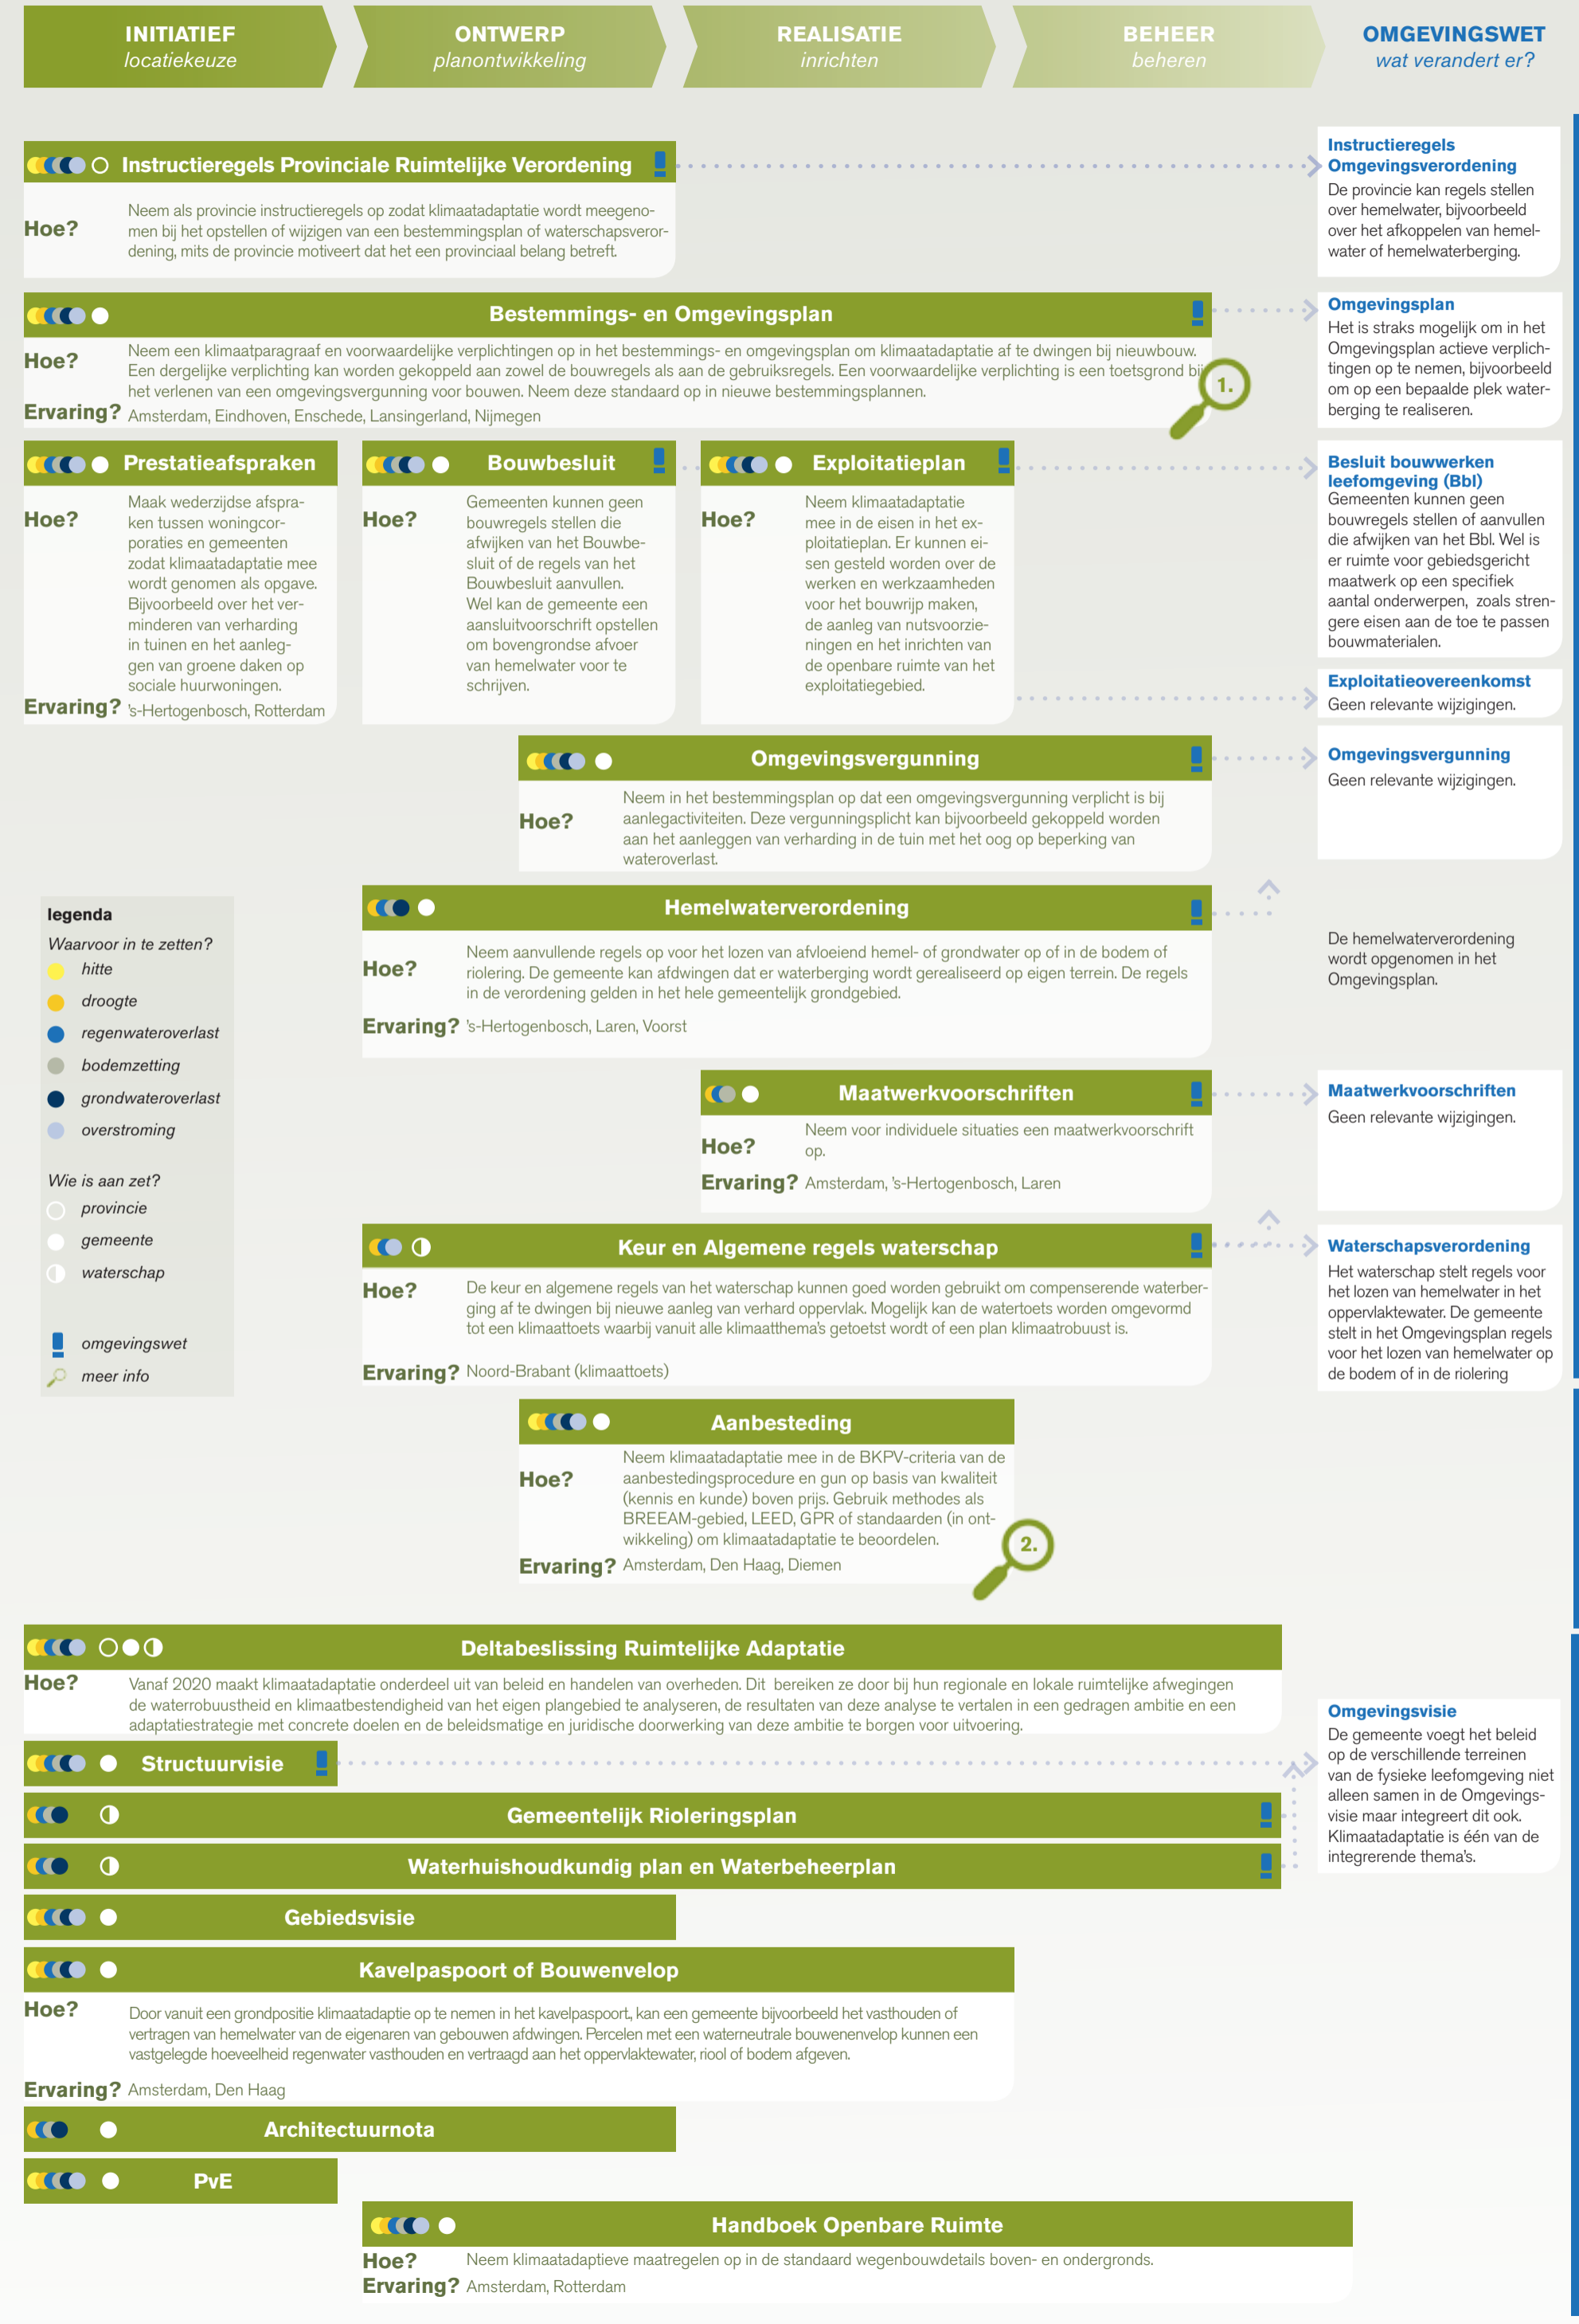 INITIATIEF
locatiekeuze
ONTWERP
planontwikkeling
REALISATIE
inrichten
BEHEER
beheren
OMGEVINGSWET
wat verandert er?
Instructieregels Provinciale Ruimtelijke Verordening
Hoe?
Neem als provincie instructieregels op zodat klimaatadaptatie wordt meegeno-
men bij het opstellen of wijzigen van een bestemmingsplan of waterschapsveror-
dening, mits de provincie motiveert dat het een provinciaal belang betreft.
Instructieregels
Omgevingsverordening
De provincie kan regels stellen
over hemelwater, bijvoorbeeld
over het afkoppelen van hemel-
water of hemelwaterberging.
Bestemmings- en Omgevingsplan
Hoe?
Neem een klimaatparagraaf en voorwaardelijke verplichtingen op in het bestemmings- en omgevingsplan om klimaatadaptatie af te dwingen bij nieuwbouw.
Een dergelijke verplichting kan worden gekoppeld aan zowel de bouwregels als aan de gebruiksregels. Een voorwaardelijke verplichting is een toetsgrond bij
het verlenen van een omgevingsvergunning voor bouwen. Neem deze standaard op in nieuwe bestemmingsplannen.
Ervaring? Amsterdam, Eindhoven, Enschede, Lansingerland, Nijmegen
1.
Omgevingsplan
Het is straks mogelijk om in het
Omgevingsplan actieve verplich-
tingen op te nemen, bijvoorbeeld
om op een bepaalde plek water-
berging te realiseren.
Prestatieafspraken
Hoe?
Maak wederzijdse afspra-
ken tussen woningcor-
poraties en gemeenten
zodat klimaatadaptatie mee
wordt genomen als opgave.
Bijvoorbeeld over het ver-
minderen van verharding
in tuinen en het aanleg-
gen van groene daken op
sociale huurwoningen.
Ervaring? 's-Hertogenbosch, Rotterdam
Bouwbesluit
Hoe?
Gemeenten kunnen geen
bouwregels stellen die
afwijken van het Bouwbe-
sluit of de regels van het
Bouwbesluit aanvullen.
Wel kan de gemeente een
aansluitvoorschrift opstellen
om bovengrondse afvoer
van hemelwater voor te
schrijven.
Exploitatieplan
Hoe?
Neem klimaatadaptatie
mee in de eisen in het ex-
ploitatieplan. Er kunnen ei-
sen gesteld worden over de
werken en werkzaamheden
voor het bouwrijp maken,
de aanleg van nutsvoorzie-
ningen en het inrichten van
de openbare ruimte van het
exploitatiegebied.
Besluit bouwwerken
leefomgeving (Bbl)
Gemeenten kunnen geen
bouwregels stellen of aanvullen
die afwijken van het Bbl. Wel is
er ruimte voor gebiedsgericht
maatwerk op een specifiek
aantal onderwerpen, zoals stren-
gere eisen aan de toe te passen
bouwmaterialen.
Exploitatieovereenkomst
Geen relevante wijzigingen.
Omgevingsvergunning
Hoe?
Neem in het bestemmingsplan op dat een omgevingsvergunning verplicht is bij
aanlegactiviteiten. Deze vergunningsplicht kan bijvoorbeeld gekoppeld worden
aan het aanleggen van verharding in de tuin met het oog op beperking van
wateroverlast.
Omgevingsvergunning
Geen relevante wijzigingen.
legenda
Waarvoor in te zetten?
hitte
droogte
regenwateroverlast
bodemzetting
grondwateroverlast
overstroming
Wie is aan zet?
provincie
gemeente
waterschap
omgevingswet
meer info
Hemelwaterverordening
Hoe?
Neem aanvullende regels op voor het lozen van afvloeiend hemel- of grondwater op of in de bodem of
riolering. De gemeente kan afdwingen dat er waterberging wordt gerealiseerd op eigen terrein. De regels
in de verordening gelden in het hele gemeentelijk grondgebied.
Ervaring? 's-Hertogenbosch, Laren, Voorst
De hemelwaterverordening
wordt opgenomen in het
Omgevingsplan.
Maatwerkvoorschriften
Hoe?
Neem voor individuele situaties een maatwerkvoorschrift
op.
Ervaring? Amsterdam, 's-Hertogenbosch, Laren
Maatwerkvoorschriften
Geen relevante wijzigingen.
Keur en Algemene regels waterschap
Hoe?
De keur en algemene regels van het waterschap kunnen goed worden gebruikt om compenserende waterber-
ging af te dwingen bij nieuwe aanleg van verhard oppervlak. Mogelijk kan de watertoets worden omgevormd
tot een klimaattoets waarbij vanuit alle klimaatthema's getoetst wordt of een plan klimaatrobuust is.
Ervaring? Noord-Brabant (klimaattoets)
Waterschapsverordening
Het waterschap stelt regels voor
het lozen van hemelwater in het
oppervlaktewater. De gemeente
stelt in het Omgevingsplan regels
voor het lozen van hemelwater op
de bodem of in de riolering
Aanbesteding
Hoe?
Neem klimaatadaptatie mee in de BKPV-criteria van de
aanbestedingsprocedure en gun op basis van kwaliteit
(kennis en kunde) boven prijs. Gebruik methodes als
BREEAM-gebied, LEED, GPR of standaarden (in ont-
wikkeling) om klimaatadaptatie te beoordelen.
Ervaring? Amsterdam, Den Haag, Diemen
2.
Deltabeslissing Ruimtelijke Adaptatie
Hoe?
Vanaf 2020 maakt klimaatadaptatie onderdeel uit van beleid en handelen van overheden. Dit bereiken ze door bij hun regionale en lokale ruimtelijke afwegingen
de waterrobuustheid en klimaatbestendigheid van het eigen plangebied te analyseren, de resultaten van deze analyse te vertalen in een gedragen ambitie en een
adaptatiestrategie met concrete doelen en de beleidsmatige en juridische doorwerking van deze ambitie te borgen voor uitvoering.
Structuurvisie
Omgevingsvisie
De gemeente voegt het beleid
op de verschillende terreinen
van de fysieke leefomgeving niet
alleen samen in de Omgevings-
visie maar integreert dit ook.
Klimaatadaptatie is één van de
integrerende thema's.
Gemeentelijk Rioleringsplan
Waterhuishoudkundig plan en Waterbeheerplan
Gebiedsvisie
Kavelpaspoort of Bouwenvelop
Hoe?
Door vanuit een grondpositie klimaatadaptie op te nemen in het kavelpaspoort, kan een gemeente bijvoorbeeld het vasthouden of
vertragen van hemelwater van de eigenaren van gebouwen afdwingen. Percelen met een waterneutrale bouwenenvelop kunnen een
vastgelegde hoeveelheid regenwater vasthouden en vertraagd aan het oppervlaktewater, riool of bodem afgeven.
Ervaring? Amsterdam, Den Haag
Architectuurnota
PvE
Handboek Openbare Ruimte
Hoe? Neem klimaatadaptieve maatregelen op in de standaard wegenbouwdetails boven- en ondergronds.
Ervaring? Amsterdam, Rotterdam